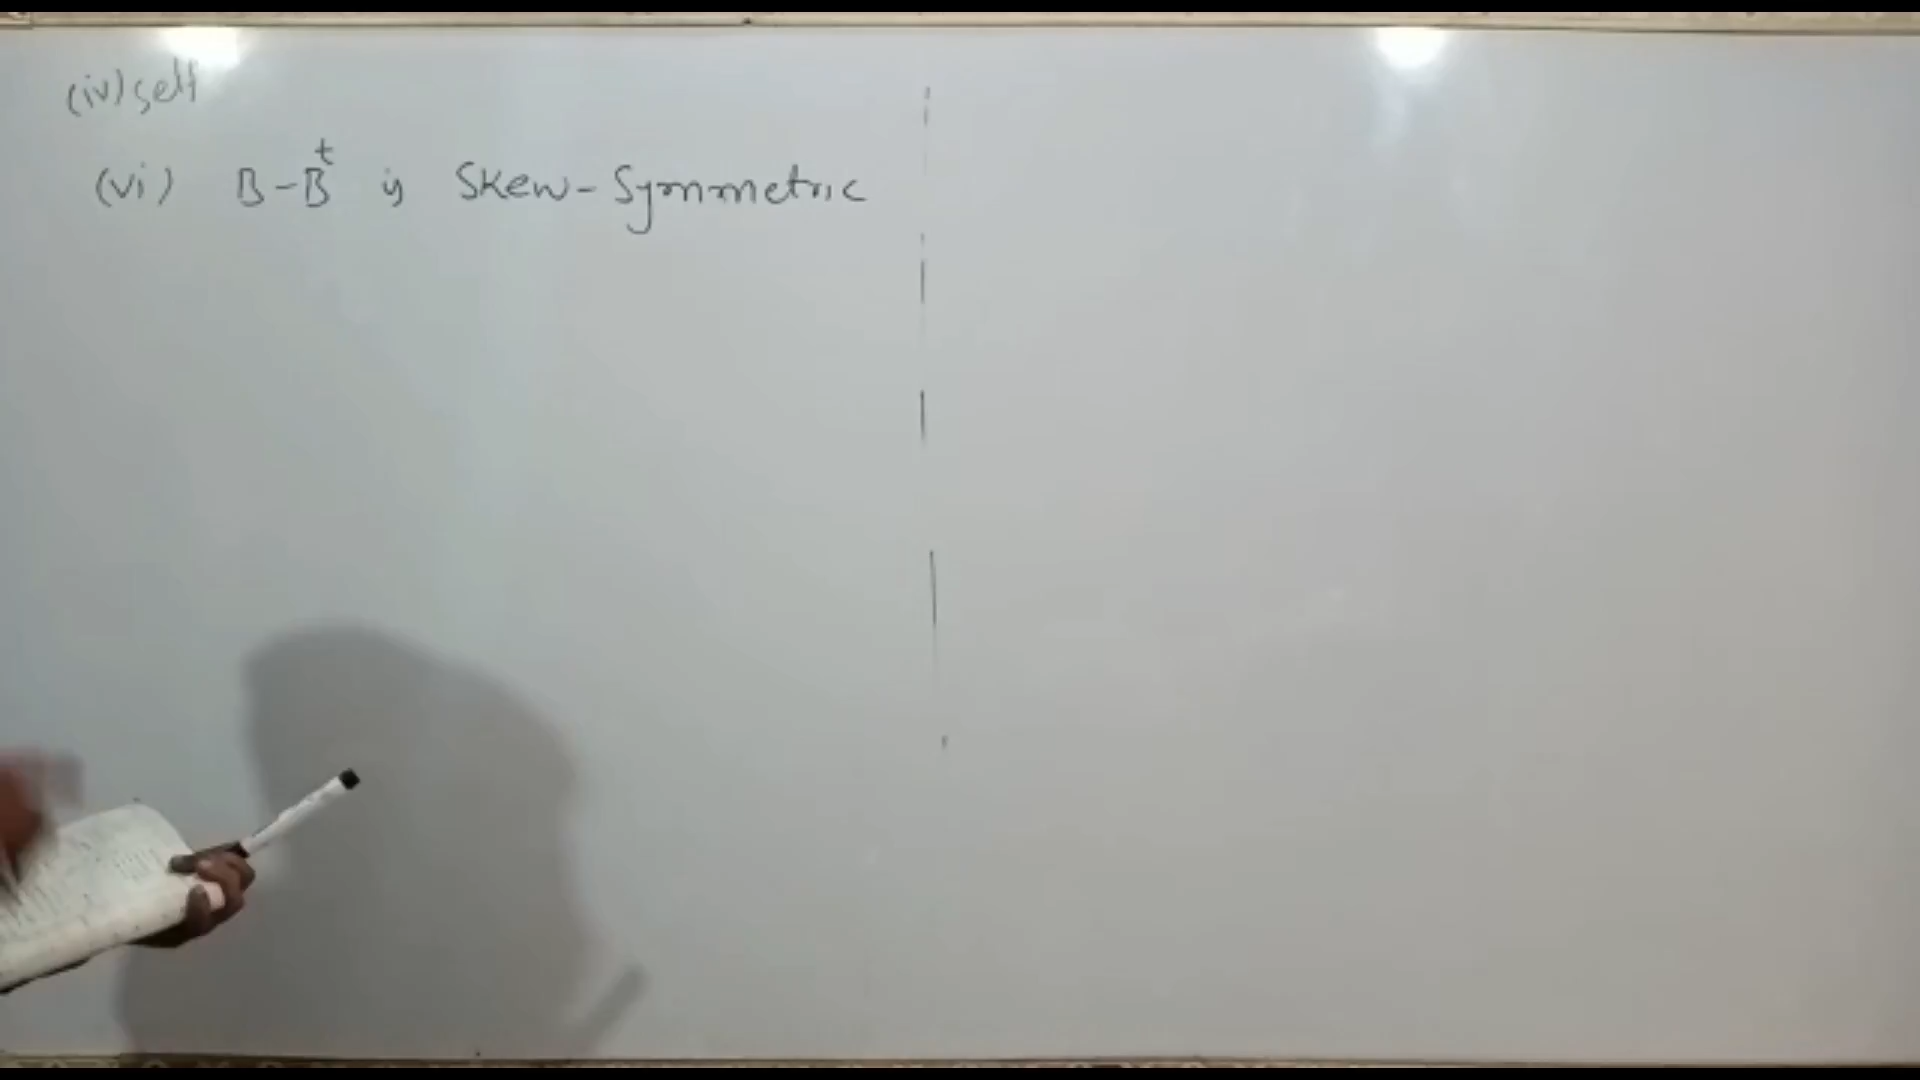 (iv) self
(vi) B - B^t is Skew-Symmetric